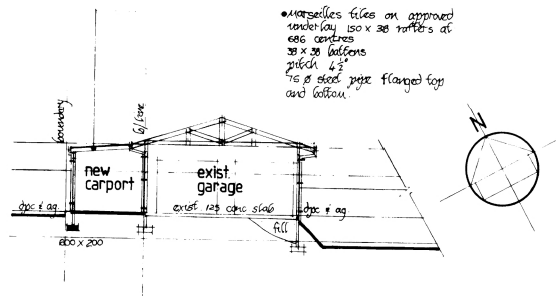 •Marseilles tiles on approved
underlay 150 x 38 rafters at
686 centres
38 x 38 battens
pitch 4½°
75 ø steel pipe flanged top
and bottom.
boundary
b/line
N
new
carport
exist.
garage
dpc & ag.
exist 125 conc slab
dpc & ag
fill
600 x 200